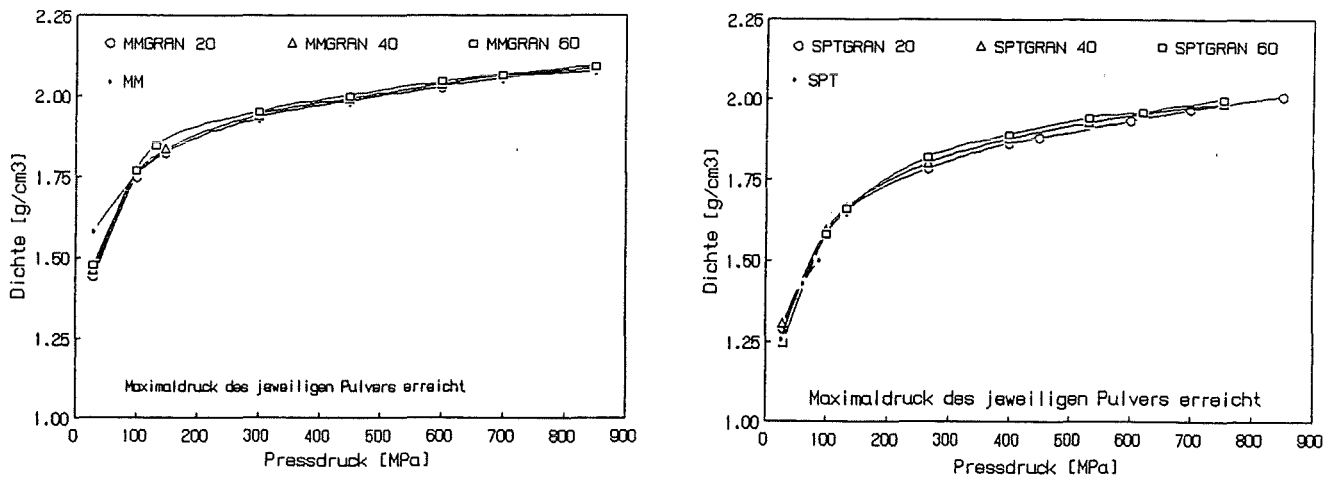 2.25
2.00
1.75
1.50
1.25
1.00
Dichte [g/cm3]
MMGRAN 20
MMGRAN 40
MMGRAN 60
MM
Maximaldruck des jeweiligen Pulvers erreicht
0 100 200 300 400 500 600 700 800 900
Pressdruck [MPa]
2.25
2.00
1.75
1.50
1.25
1.00
Dichte [g/cm3]
SPTGRAN 20
SPTGRAN 40
SPTGRAN 60
SPT
Maximaldruck des jeweiligen Pulvers erreicht
0 100 200 300 400 500 600 700 800 900
Pressdruck [MPa]